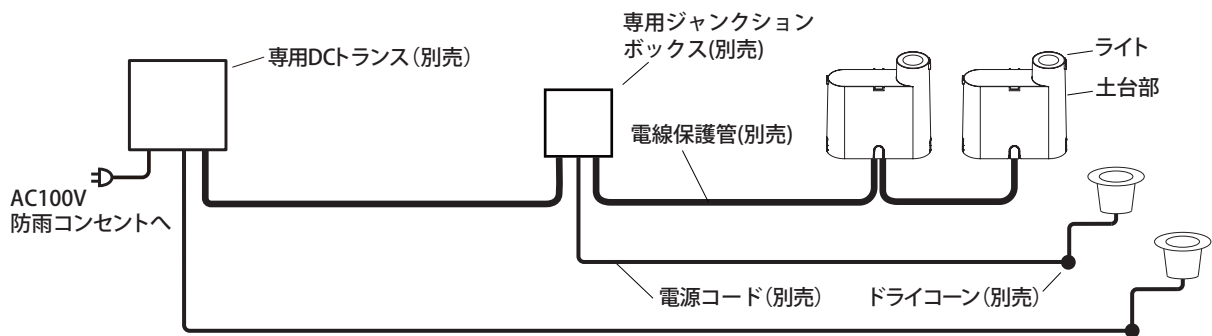 専用ジャンクション
ボックス(別売)
専用DCトランス（別売）
ライト
土台部
電線保護管(別売)
AC100V
防雨コンセントへ
電源コード（別売）
ドライコーン（別売）